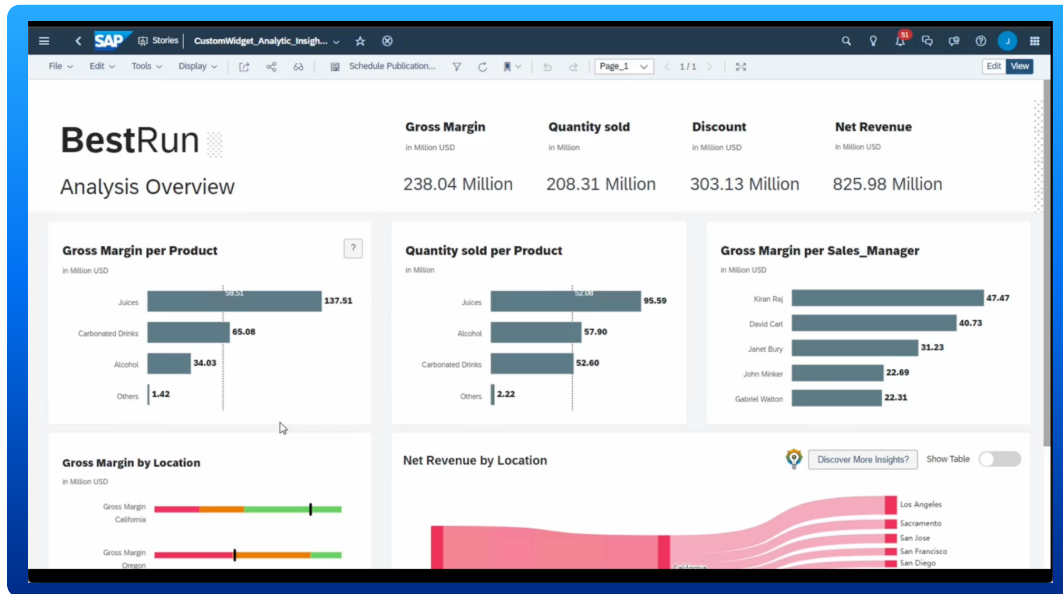 SAP Stories CustomWidget_Analytic_Insigh... 51 J
File Edit Tools Display Schedule Publication... Page_1 1/1 Edit View
BestRun
Analysis Overview
Gross Margin
in Million USD
238.04 Million
Quantity sold
in Million
208.31 Million
Discount
in Million USD
303.13 Million
Net Revenue
in Million USD
825.98 Million
Gross Margin per Product ?
in Million USD
59.51
Juices 137.51
Carbonated Drinks 65.08
Alcohol 34.03
Others 1.42
Quantity sold per Product
in Million
52.08
Juices 95.59
Alcohol 57.90
Carbonated Drinks 52.60
Others 2.22
Gross Margin per Sales_Manager
in Million USD
Kiran Raj 47.47
David Carl 40.73
Janet Bury 31.23
John Minker 22.69
Gabriel Walton 22.31
Gross Margin by Location
in Million USD
Gross Margin
California
Gross Margin
Oregon
Net Revenue by Location
Discover More Insights? Show Table
Los Angeles
Sacramento
San Jose
San Francisco
San Diego
California